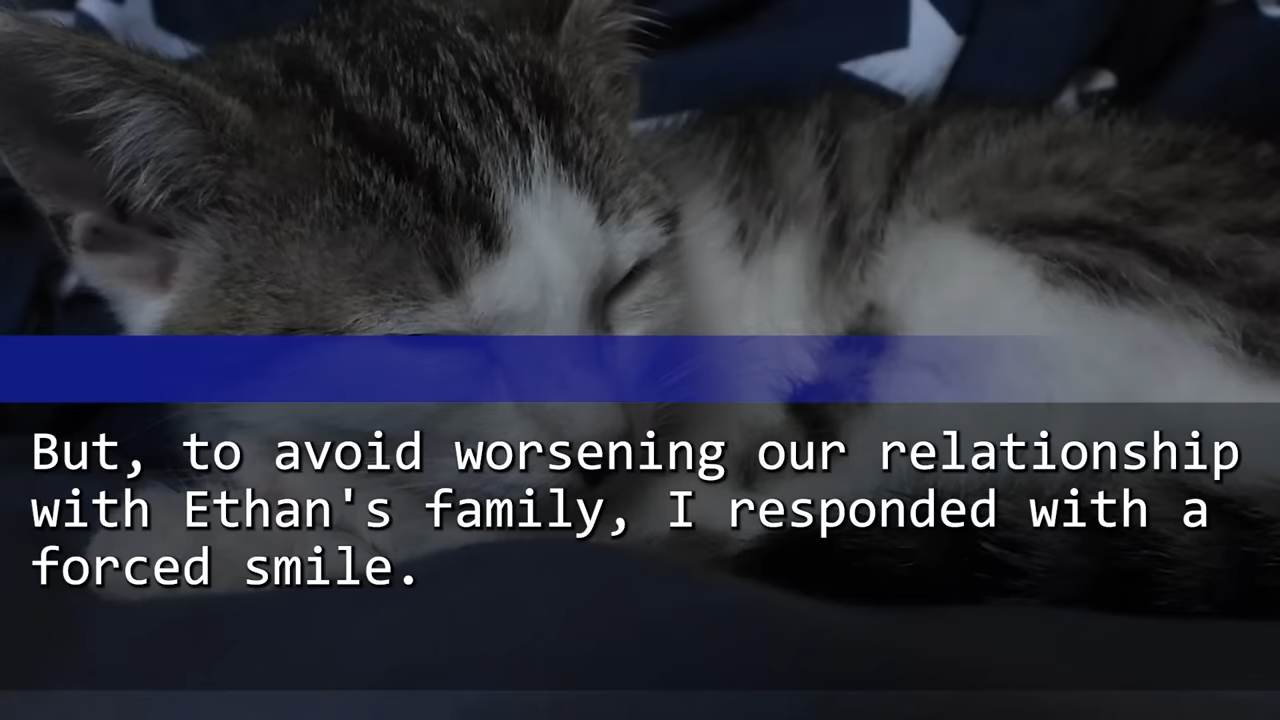 But, to avoid worsening our relationship
with Ethan's family, I responded with a
forced smile.